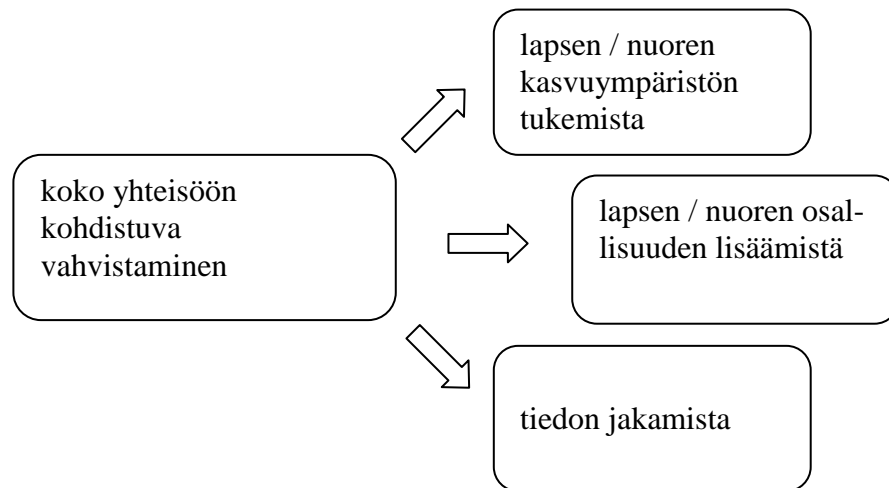 lapsen / nuoren
kasvuympäristön
tukemista
koko yhteisöön
kohdistuva
vahvistaminen
lapsen / nuoren osal-
lisuuden lisäämistä
tiedon jakamista